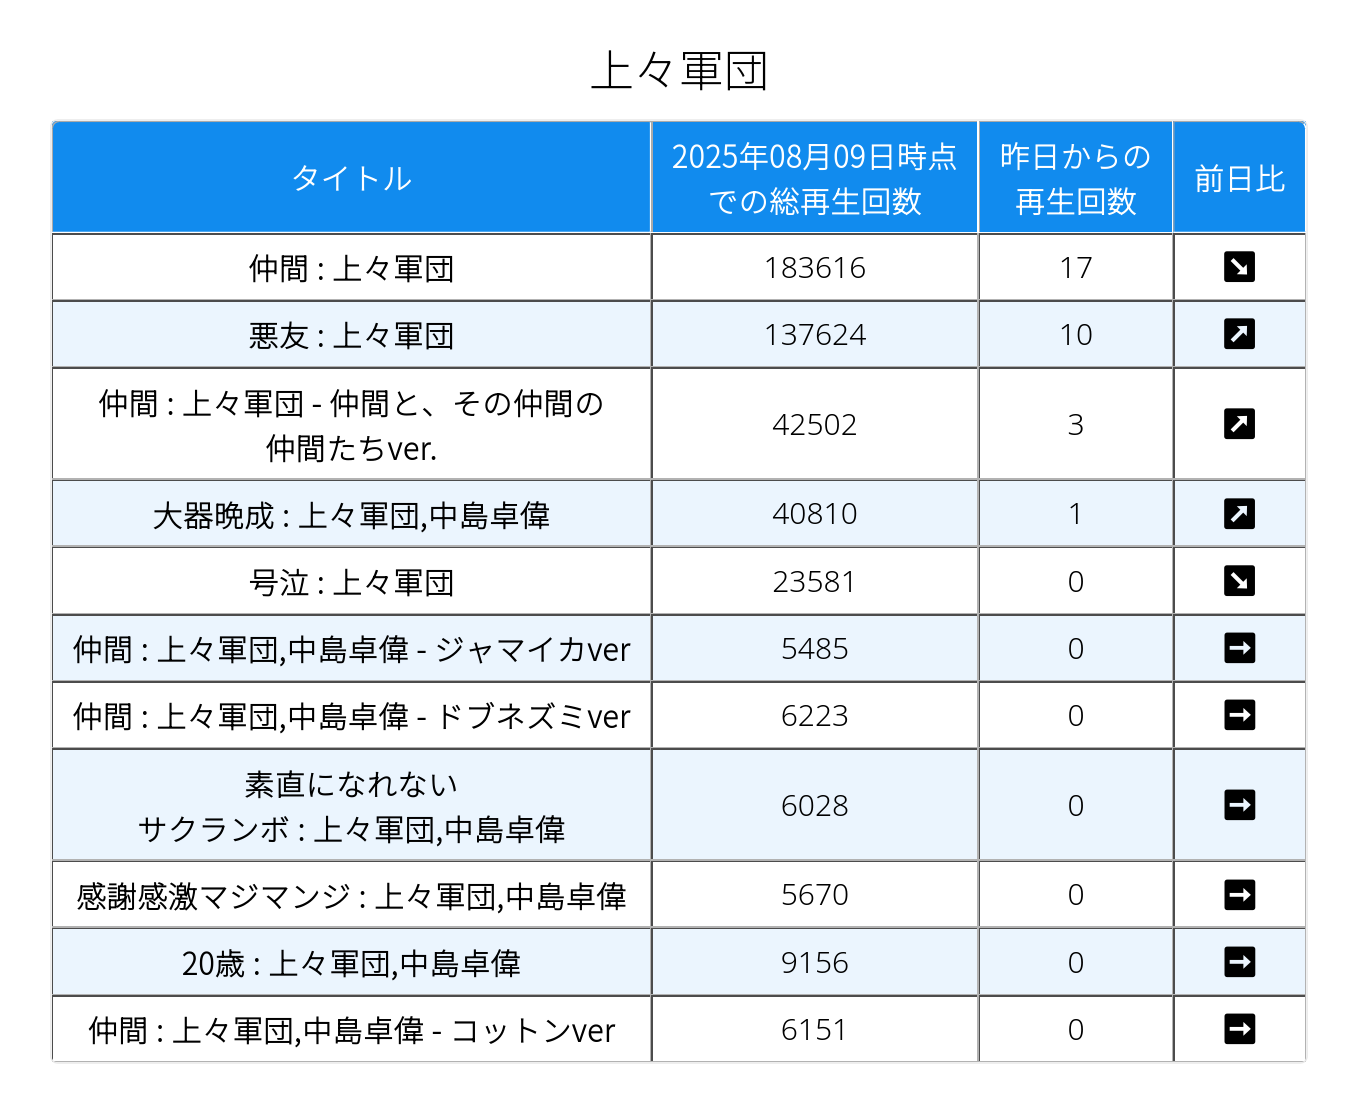 上々軍団
タイトル
2025年08月09日時点
での総再生回数
昨日からの
再生回数
前日比
仲間 : 上々軍団
183616
17
悪友 : 上々軍団
137624
10
仲間 : 上々軍団 - 仲間と、その仲間の
仲間たちver.
42502
3
大器晩成 : 上々軍団,中島卓偉
40810
1
号泣 : 上々軍団
23581
0
仲間 : 上々軍団,中島卓偉 - ジャマイカver
5485
0
仲間 : 上々軍団,中島卓偉 - ドブネズミver
6223
0
素直になれない
サクランボ : 上々軍団,中島卓偉
6028
0
感謝感激マジマンジ : 上々軍団,中島卓偉
5670
0
20歳 : 上々軍団,中島卓偉
9156
0
仲間 : 上々軍団,中島卓偉 - コットンver
6151
0